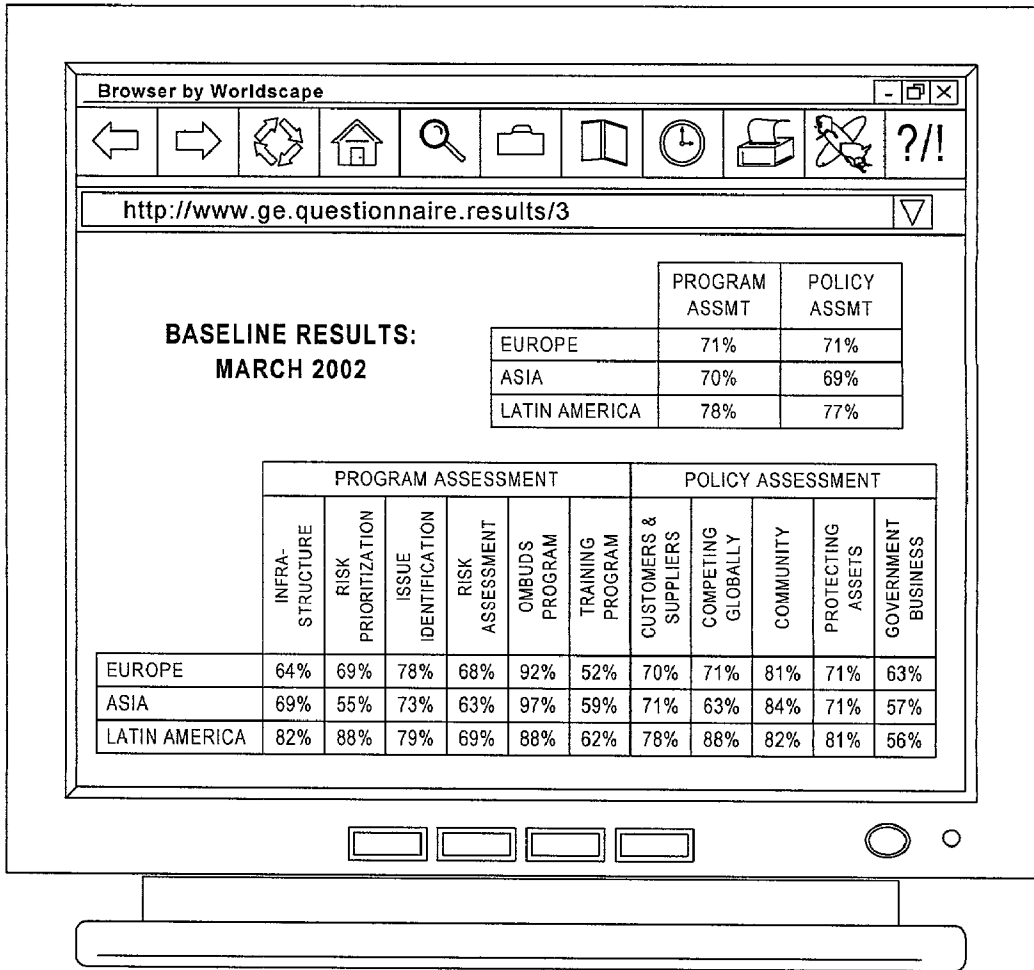 Browser by Worldscape
?/!
http://www.ge.questionnaire.results/3
BASELINE RESULTS:
MARCH 2002
PROGRAM ASSMT POLICY ASSMT
EUROPE 71% 71%
ASIA 70% 69%
LATIN AMERICA 78% 77%
PROGRAM ASSESSMENT POLICY ASSESSMENT
INFRA-STRUCTURE RISK PRIORITIZATION ISSUE IDENTIFICATION RISK ASSESSMENT OMBUDS PROGRAM TRAINING PROGRAM CUSTOMERS & SUPPLIERS COMPETING GLOBALLY COMMUNITY PROTECTING ASSETS GOVERNMENT BUSINESS
EUROPE 64% 69% 78% 68% 92% 52% 70% 71% 81% 71% 63%
ASIA 69% 55% 73% 63% 97% 59% 71% 63% 84% 71% 57%
LATIN AMERICA 82% 88% 79% 69% 88% 62% 78% 88% 82% 81% 56%